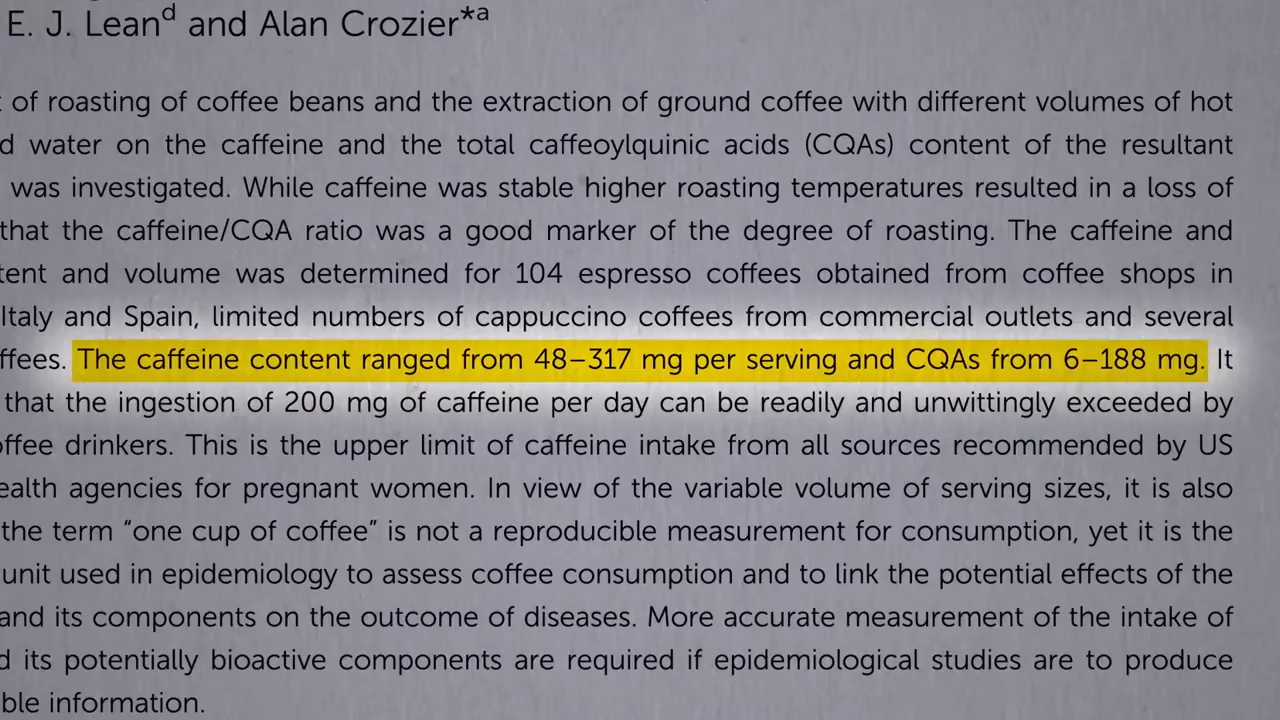 E. J. Leanᵈ and Alan Crozier*ᵃ
of roasting of coffee beans and the extraction of ground coffee with different volumes of hot
d water on the caffeine and the total caffeoylquinic acids (CQAs) content of the resultant
was investigated. While caffeine was stable higher roasting temperatures resulted in a loss of
that the caffeine/CQA ratio was a good marker of the degree of roasting. The caffeine and
tent and volume was determined for 104 espresso coffees obtained from coffee shops in
Italy and Spain, limited numbers of cappuccino coffees from commercial outlets and several
ffees. The caffeine content ranged from 48–317 mg per serving and CQAs from 6–188 mg. It
that the ingestion of 200 mg of caffeine per day can be readily and unwittingly exceeded by
offee drinkers. This is the upper limit of caffeine intake from all sources recommended by US
ealth agencies for pregnant women. In view of the variable volume of serving sizes, it is also
the term “one cup of coffee” is not a reproducible measurement for consumption, yet it is the
unit used in epidemiology to assess coffee consumption and to link the potential effects of the
and its components on the outcome of diseases. More accurate measurement of the intake of
d its potentially bioactive components are required if epidemiological studies are to produce
ble information.